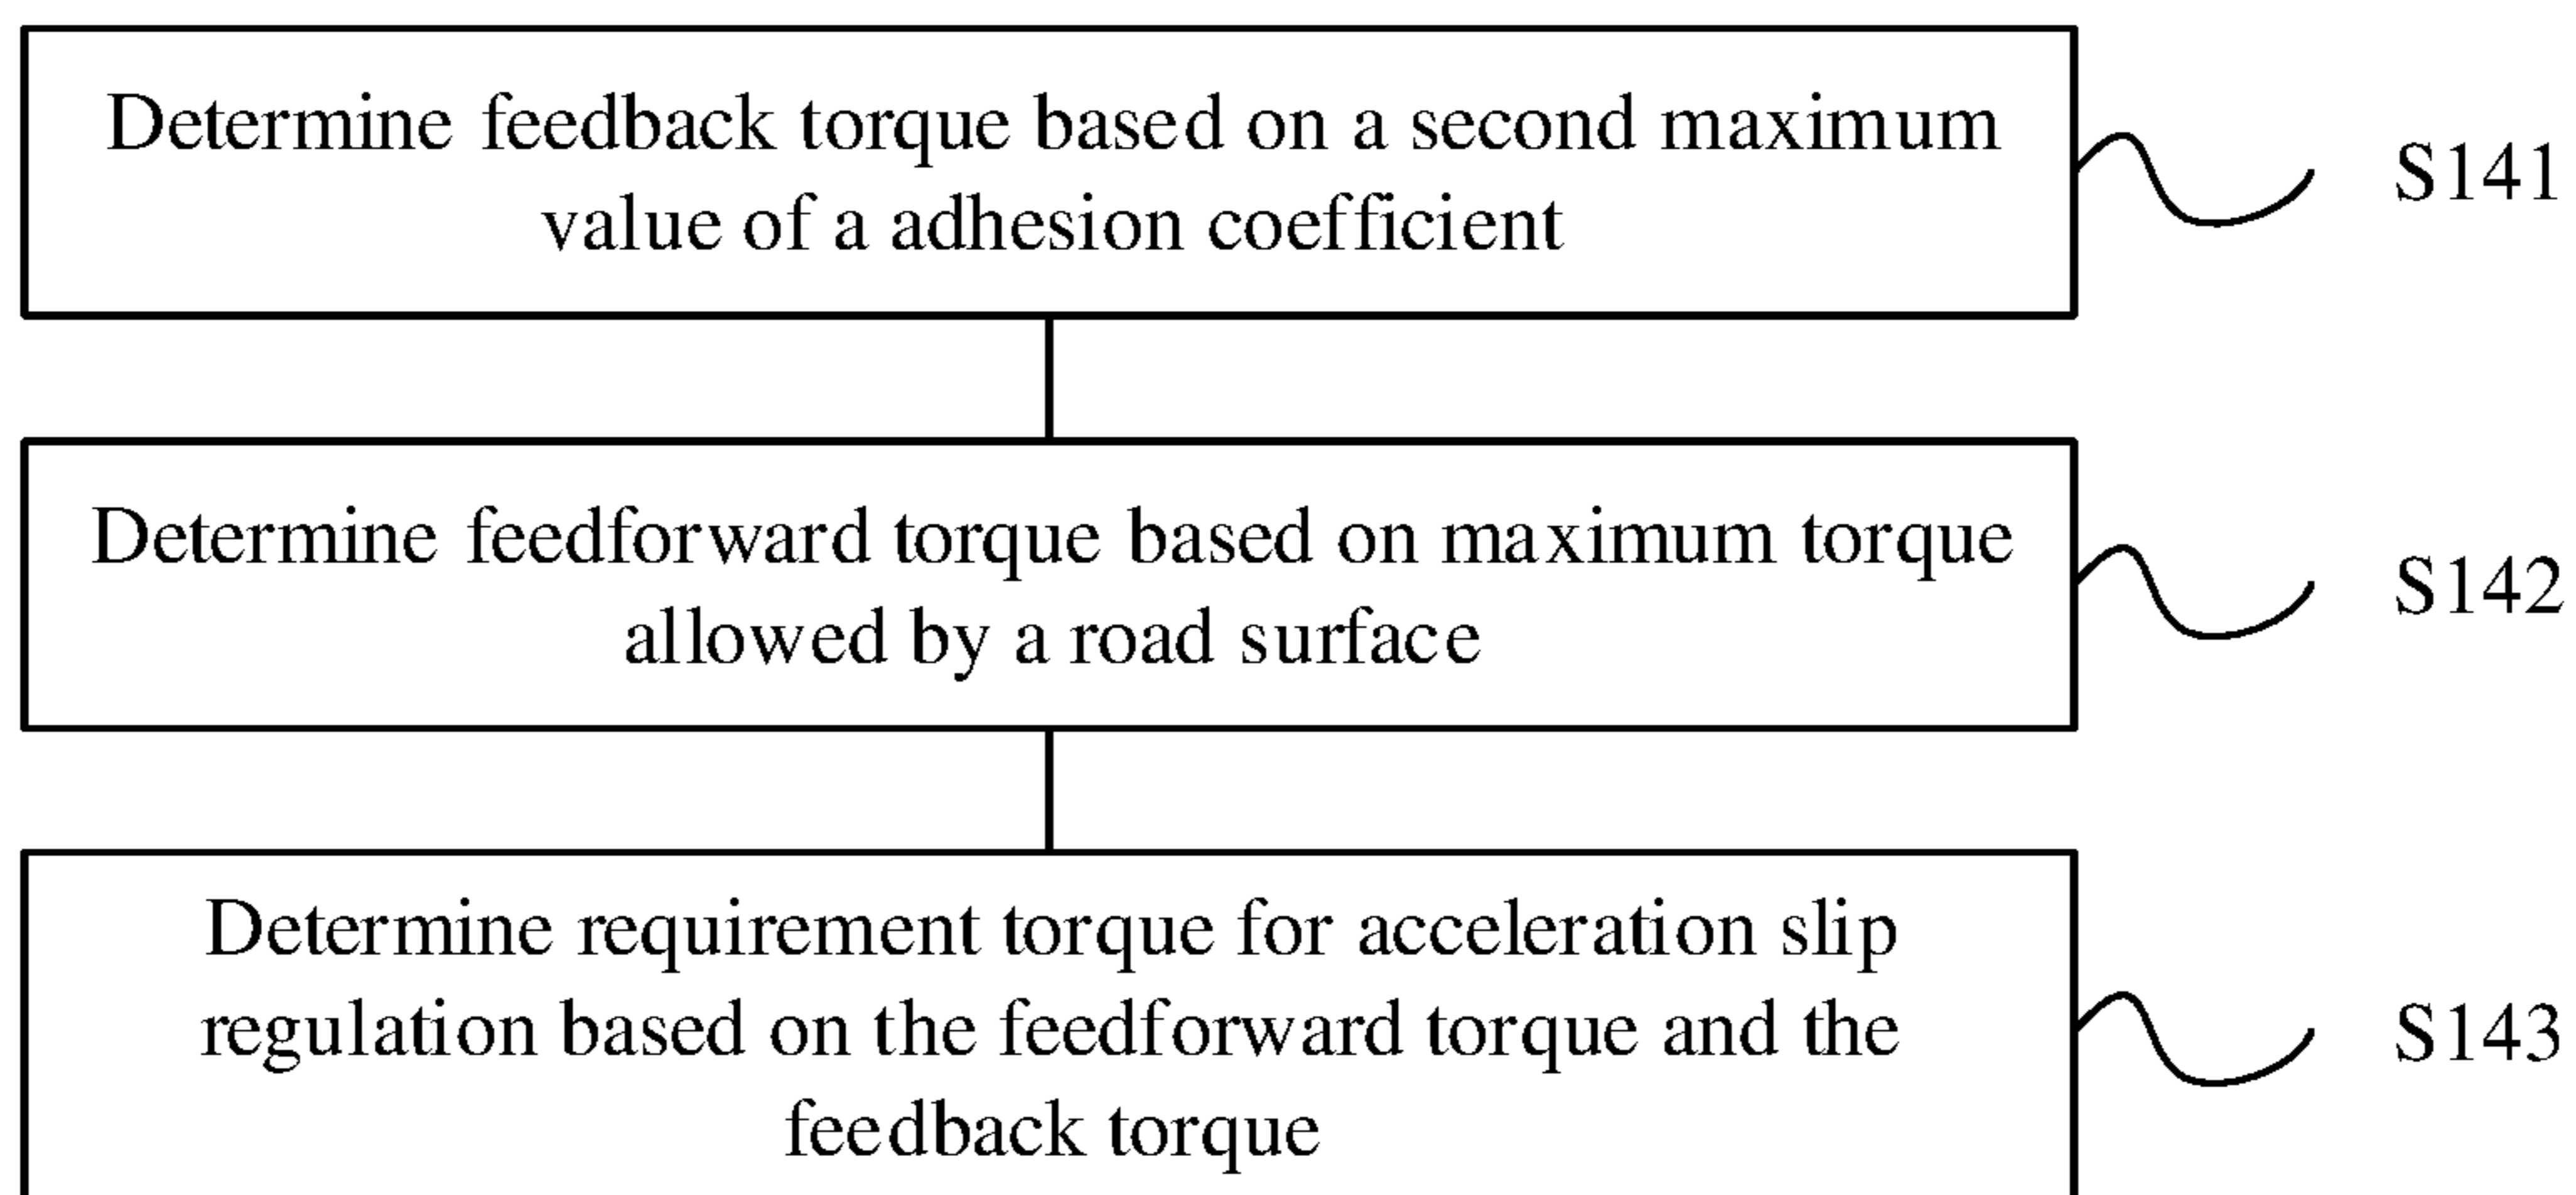 Determine feedback torque based on a second maximum
value of a adhesion coefficient
S141
Determine feedforward torque based on maximum torque
allowed by a road surface
S142
Determine requirement torque for acceleration slip
regulation based on the feedforward torque and the
feedback torque
S143